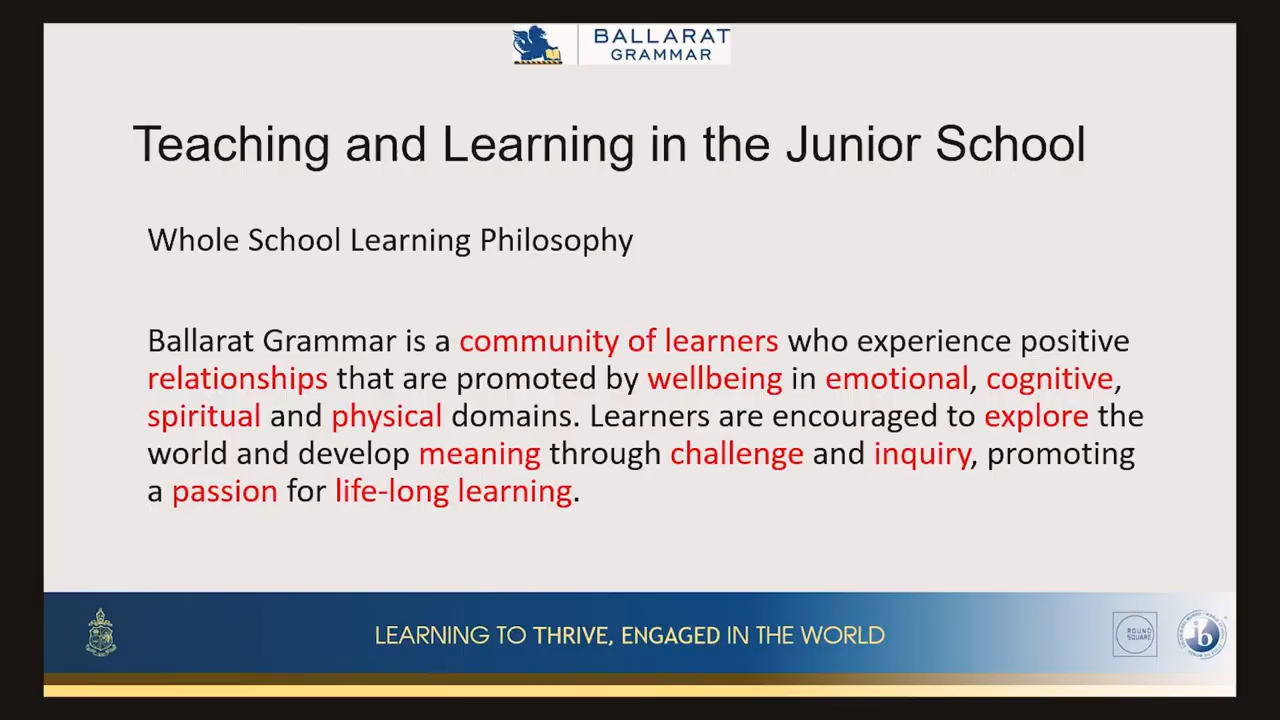 BALLARAT
GRAMMAR
Teaching and Learning in the Junior School
Whole School Learning Philosophy
Ballarat Grammar is a community of learners who experience positive
relationships that are promoted by wellbeing in emotional, cognitive,
spiritual and physical domains. Learners are encouraged to explore the
world and develop meaning through challenge and inquiry, promoting
a passion for life-long learning.
LEARNING TO THRIVE, ENGAGED IN THE WORLD
ROUND
SQUARE
ib